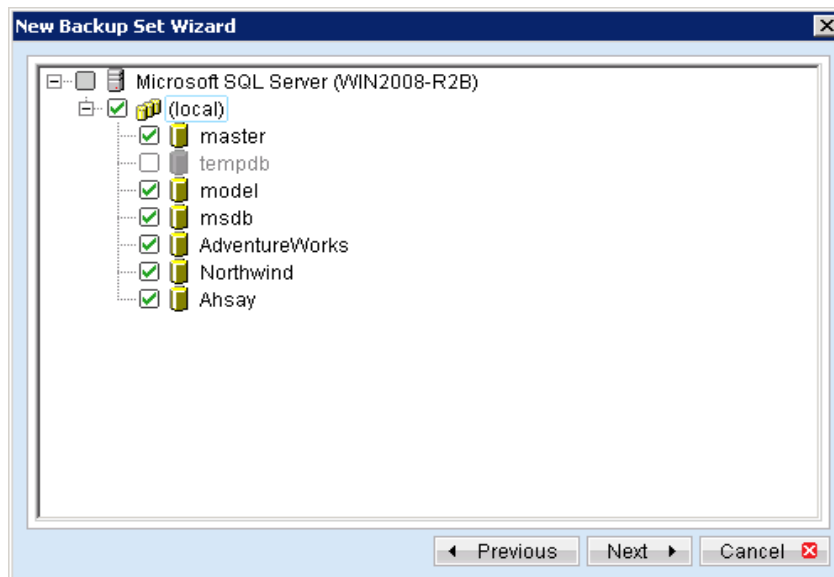 New Backup Set Wizard
Microsoft SQL Server (WIN2008-R2B)
(local)
master
tempdb
model
msdb
AdventureWorks
Northwind
Ahsay
Previous Next Cancel